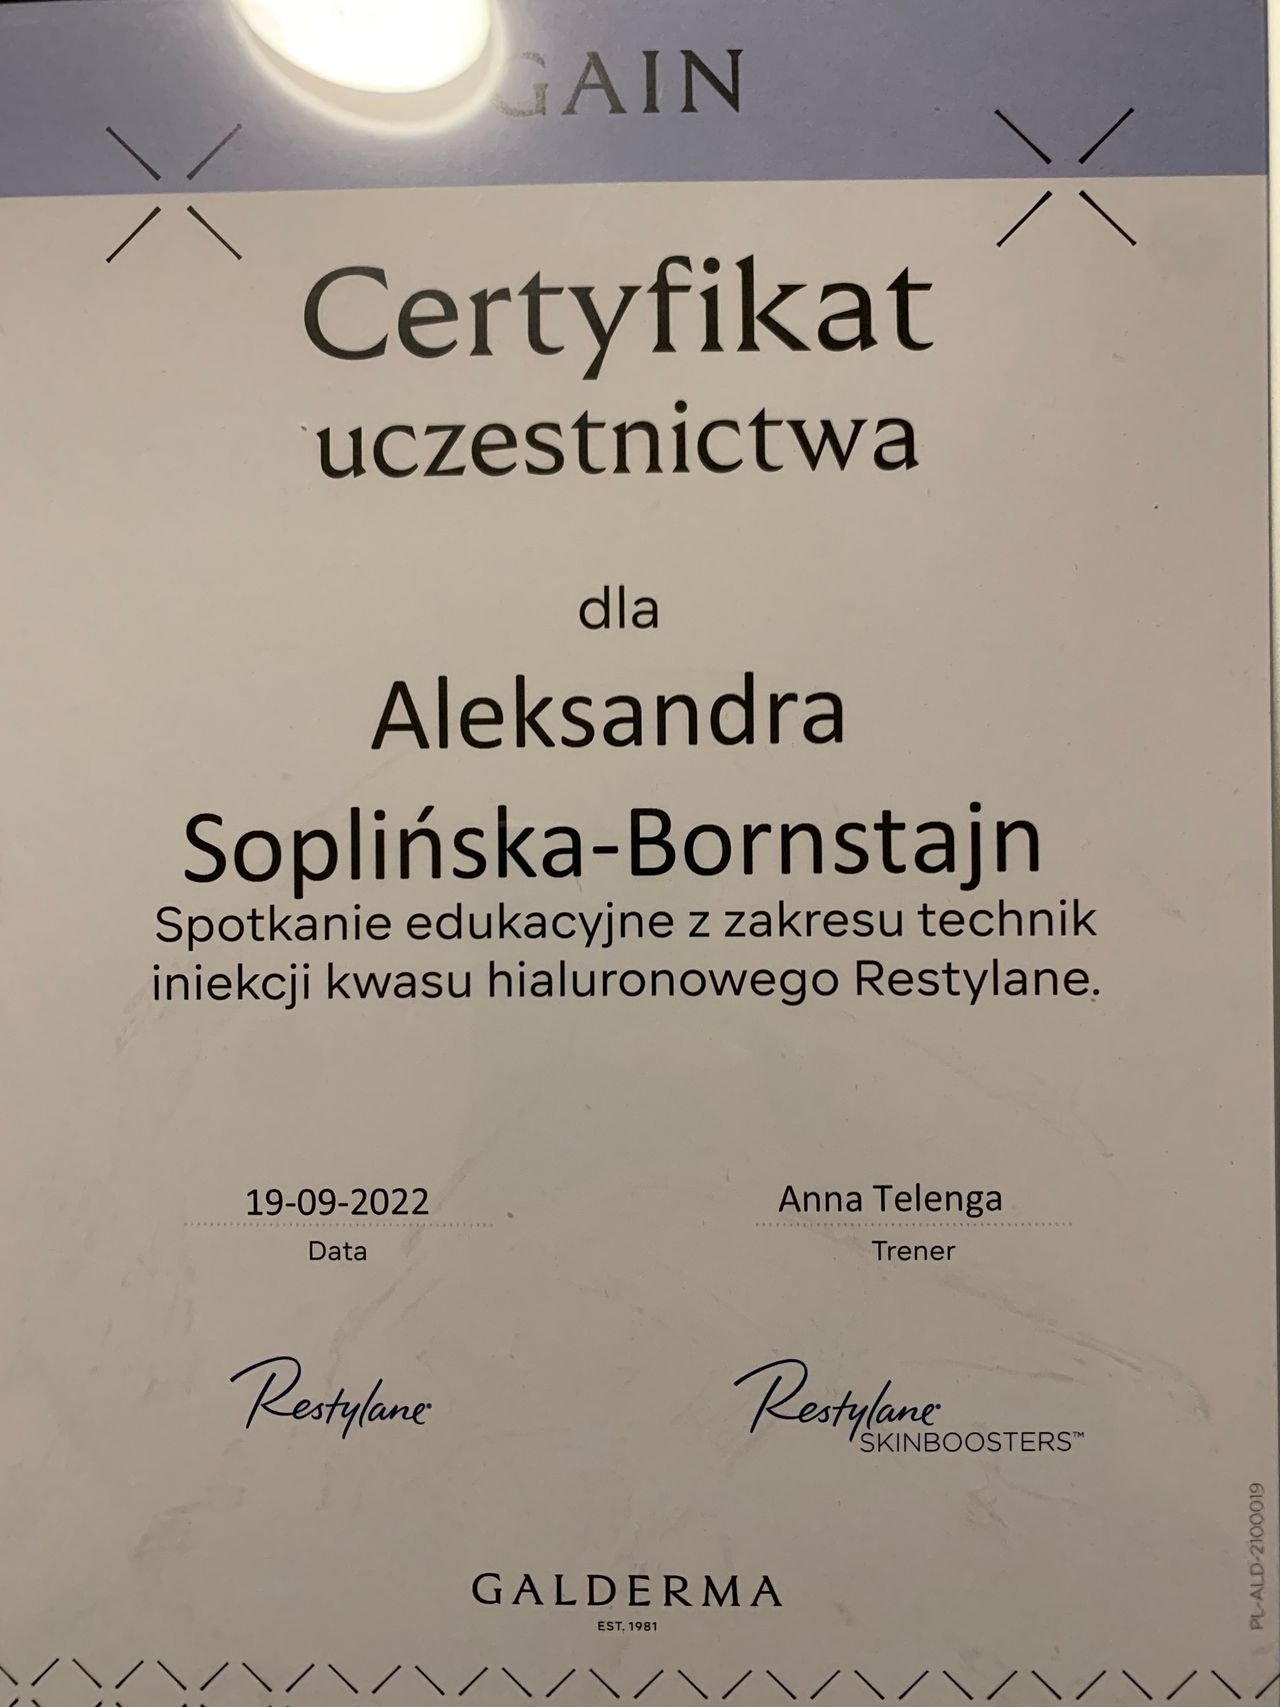 GAIN
Certyfikat
uczestnictwa
dla
Aleksandra
Soplińska-Bornstajn
Spotkanie edukacyjne z zakresu technik
iniekcji kwasu hialuronowego Restylane.
19-09-2022
Data
Anna Telenga
Trener
Restylane
Restylane
SKINBOOSTERS™
GALDERMA
EST. 1981
PL-ALD-2100019